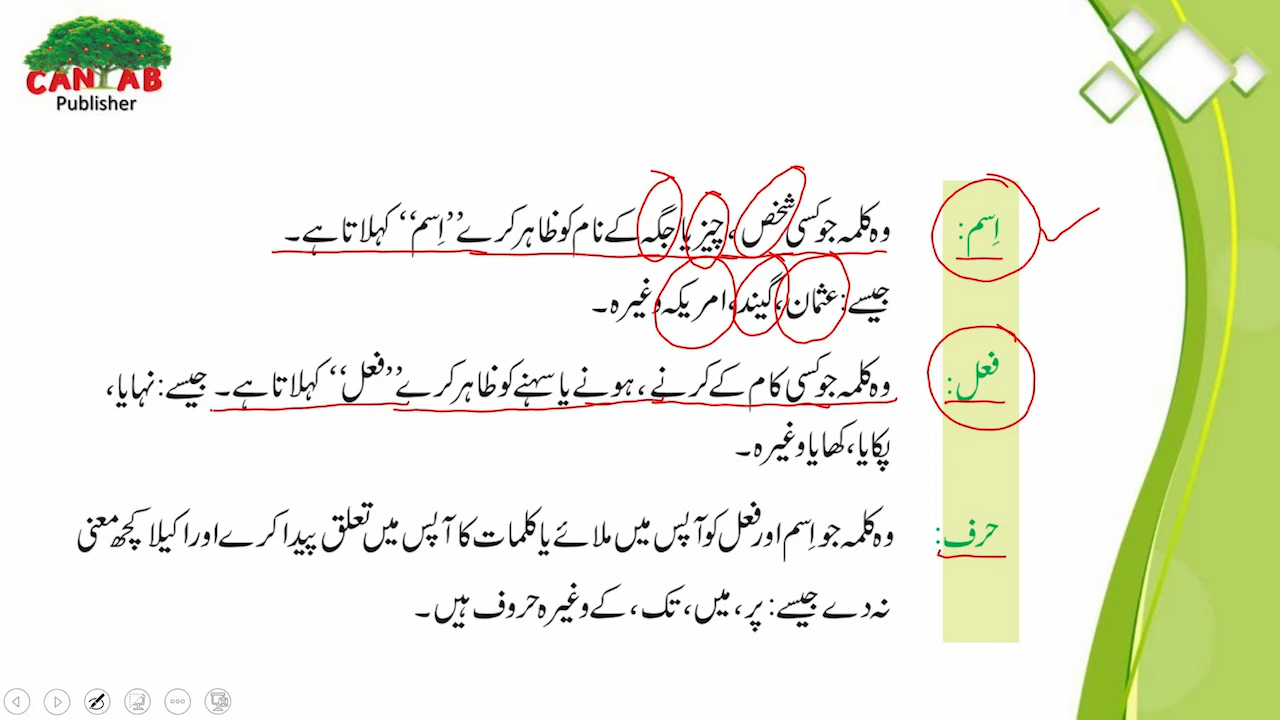 CANTAB
Publisher
اِسم: وہ کلمہ جو کسی شخص، چیز یا جگہ کے نام کو ظاہر کرے ’’اِسم‘‘ کہلاتا ہے۔
جیسے: عثمان، گیند، امریکہ وغیرہ۔
فعل: وہ کلمہ جو کسی کام کے کرنے، ہونے یا سہنے کو ظاہر کرے ’’فعل‘‘ کہلاتا ہے۔ جیسے: نہایا،
پکایا، کھایا وغیرہ۔
حرف: وہ کلمہ جو اِسم اور فعل کو آپس میں ملائے یا کلمات کا آپس میں تعلق پیدا کرے اور اکیلا کچھ معنی
نہ دے جیسے: پر، میں، تک، کے وغیرہ حروف ہیں۔